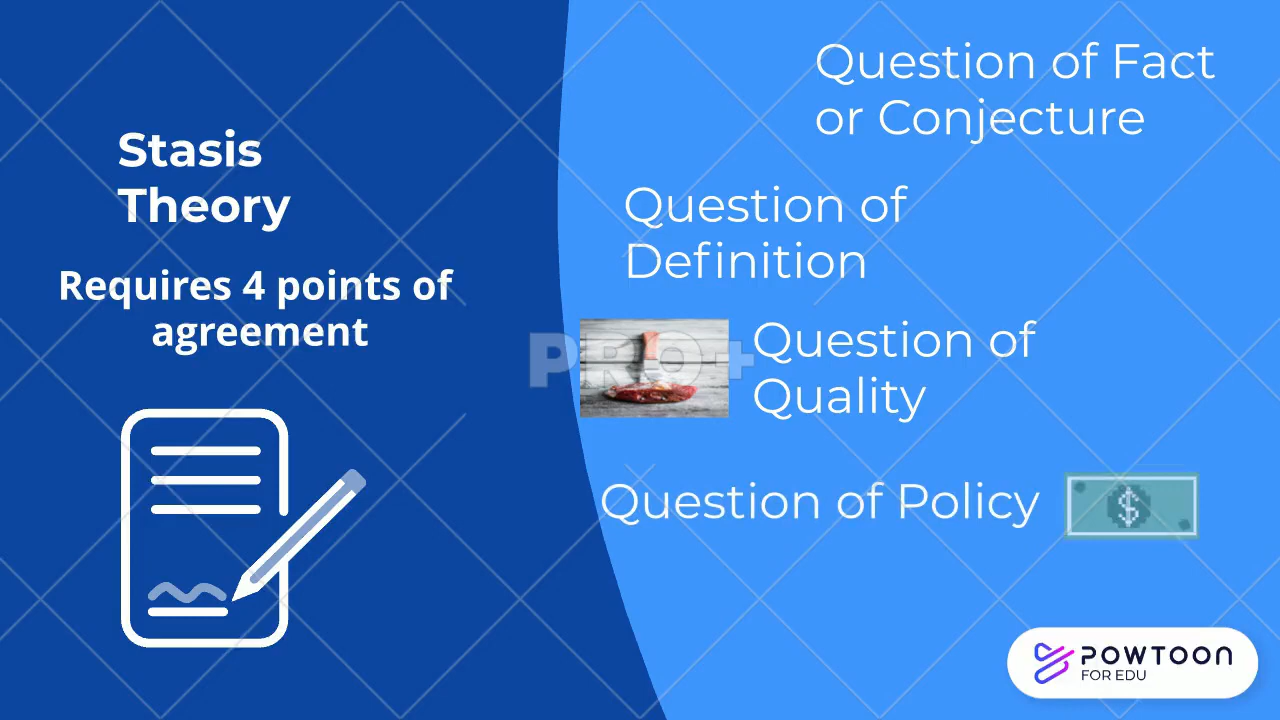 Stasis
Theory
Requires 4 points of
agreement
Question of Fact
or Conjecture
Question of
Definition
PRO+
Question of
Quality
Question of Policy
$
POWTOON
FOR EDU